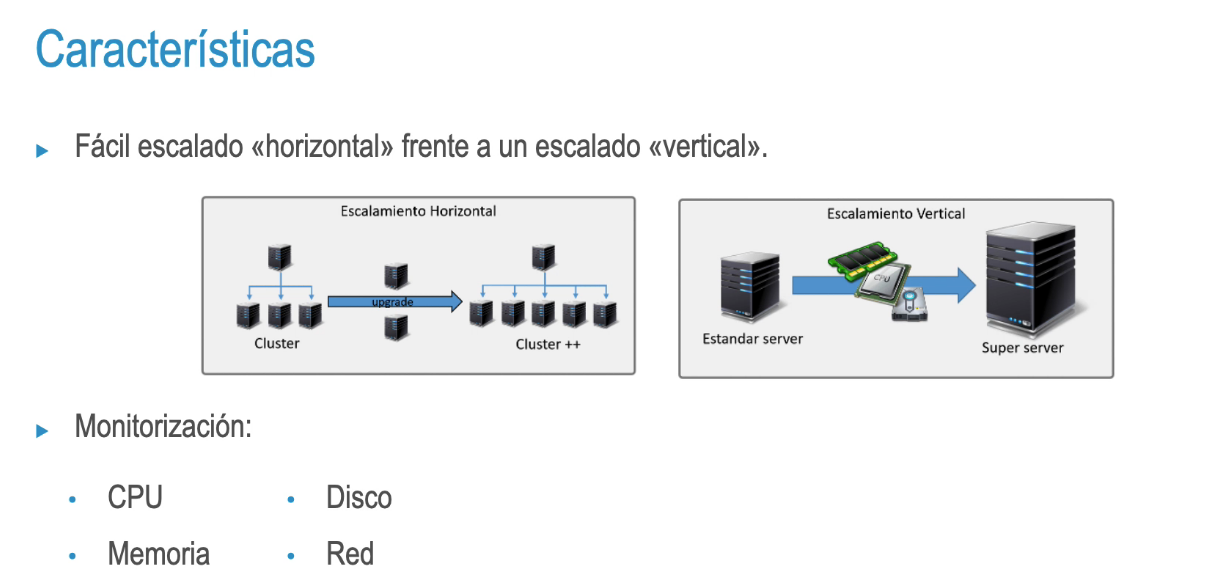 Características
Fácil escalado «horizontal» frente a un escalado «vertical».
Escalamiento Horizontal
upgrade
Cluster
Cluster ++
Escalamiento Vertical
CPU
Estandar server
Super server
Monitorización:
CPU
Disco
Memoria
Red